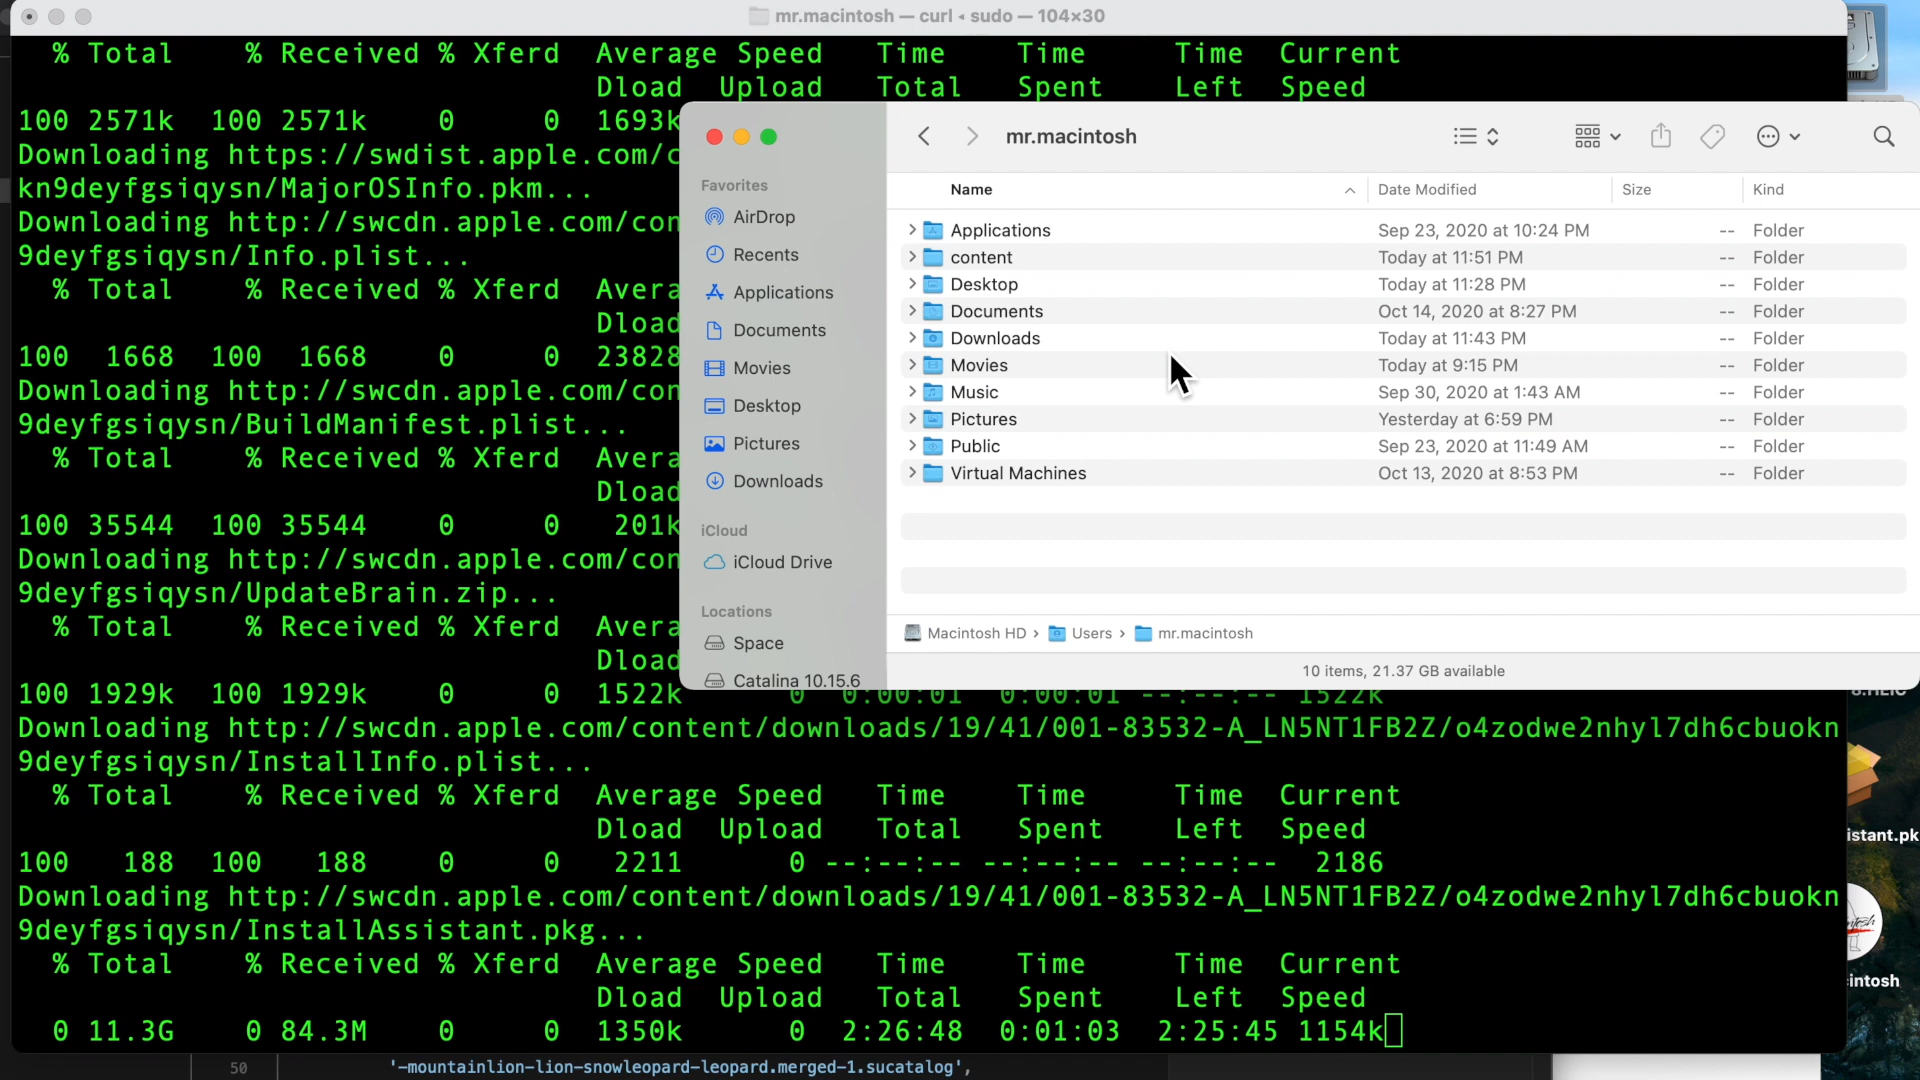 mr.macintosh — curl ◂ sudo — 104×30
% Total % Received % Xferd Average Speed Time Time Time Current
Dload Upload Total Spent Left Speed
100 2571k 100 2571k 0 0 1693k
Downloading https://swdist.apple.com/c
kn9deyfgsiqysn/MajorOSInfo.pkm...
Downloading http://swcdn.apple.com/con
9deyfgsiqysn/Info.plist...
% Total % Received % Xferd Avera
Dload
100 1668 100 1668 0 0 23828
Downloading http://swcdn.apple.com/con
9deyfgsiqysn/BuildManifest.plist...
% Total % Received % Xferd Avera
Dload
100 35544 100 35544 0 0 201k
Downloading http://swcdn.apple.com/con
9deyfgsiqysn/UpdateBrain.zip...
% Total % Received % Xferd Avera
Dload
100 1929k 100 1929k 0 0 1522k 0 0:00:01 0:00:01 --:--:-- 1522k
Downloading http://swcdn.apple.com/content/downloads/19/41/001-83532-A_LN5NT1FB2Z/o4zodwe2nhyl7dh6cbuokn
9deyfgsiqysn/InstallInfo.plist...
% Total % Received % Xferd Average Speed Time Time Time Current
Dload Upload Total Spent Left Speed
100 188 100 188 0 0 2211 0 --:--:-- --:--:-- --:--:-- 2186
Downloading http://swcdn.apple.com/content/downloads/19/41/001-83532-A_LN5NT1FB2Z/o4zodwe2nhyl7dh6cbuokn
9deyfgsiqysn/InstallAssistant.pkg...
% Total % Received % Xferd Average Speed Time Time Time Current
Dload Upload Total Spent Left Speed
0 11.3G 0 84.3M 0 0 1350k 0 2:26:48 0:01:03 2:25:45 1154k
mr.macintosh
Favorites
AirDrop
Recents
Applications
Documents
Movies
Desktop
Pictures
Downloads
iCloud
iCloud Drive
Locations
Space
Catalina 10.15.6
Name Date Modified Size Kind
Applications Sep 23, 2020 at 10:24 PM -- Folder
content Today at 11:51 PM -- Folder
Desktop Today at 11:28 PM -- Folder
Documents Oct 14, 2020 at 8:27 PM -- Folder
Downloads Today at 11:43 PM -- Folder
Movies Today at 9:15 PM -- Folder
Music Sep 30, 2020 at 1:43 AM -- Folder
Pictures Yesterday at 6:59 PM -- Folder
Public Sep 23, 2020 at 11:49 AM -- Folder
Virtual Machines Oct 13, 2020 at 8:53 PM -- Folder
Macintosh HD › Users › mr.macintosh
10 items, 21.37 GB available
istant.pk
intosh
50 '-mountainlion-lion-snowleopard-leopard.merged-1.sucatalog',